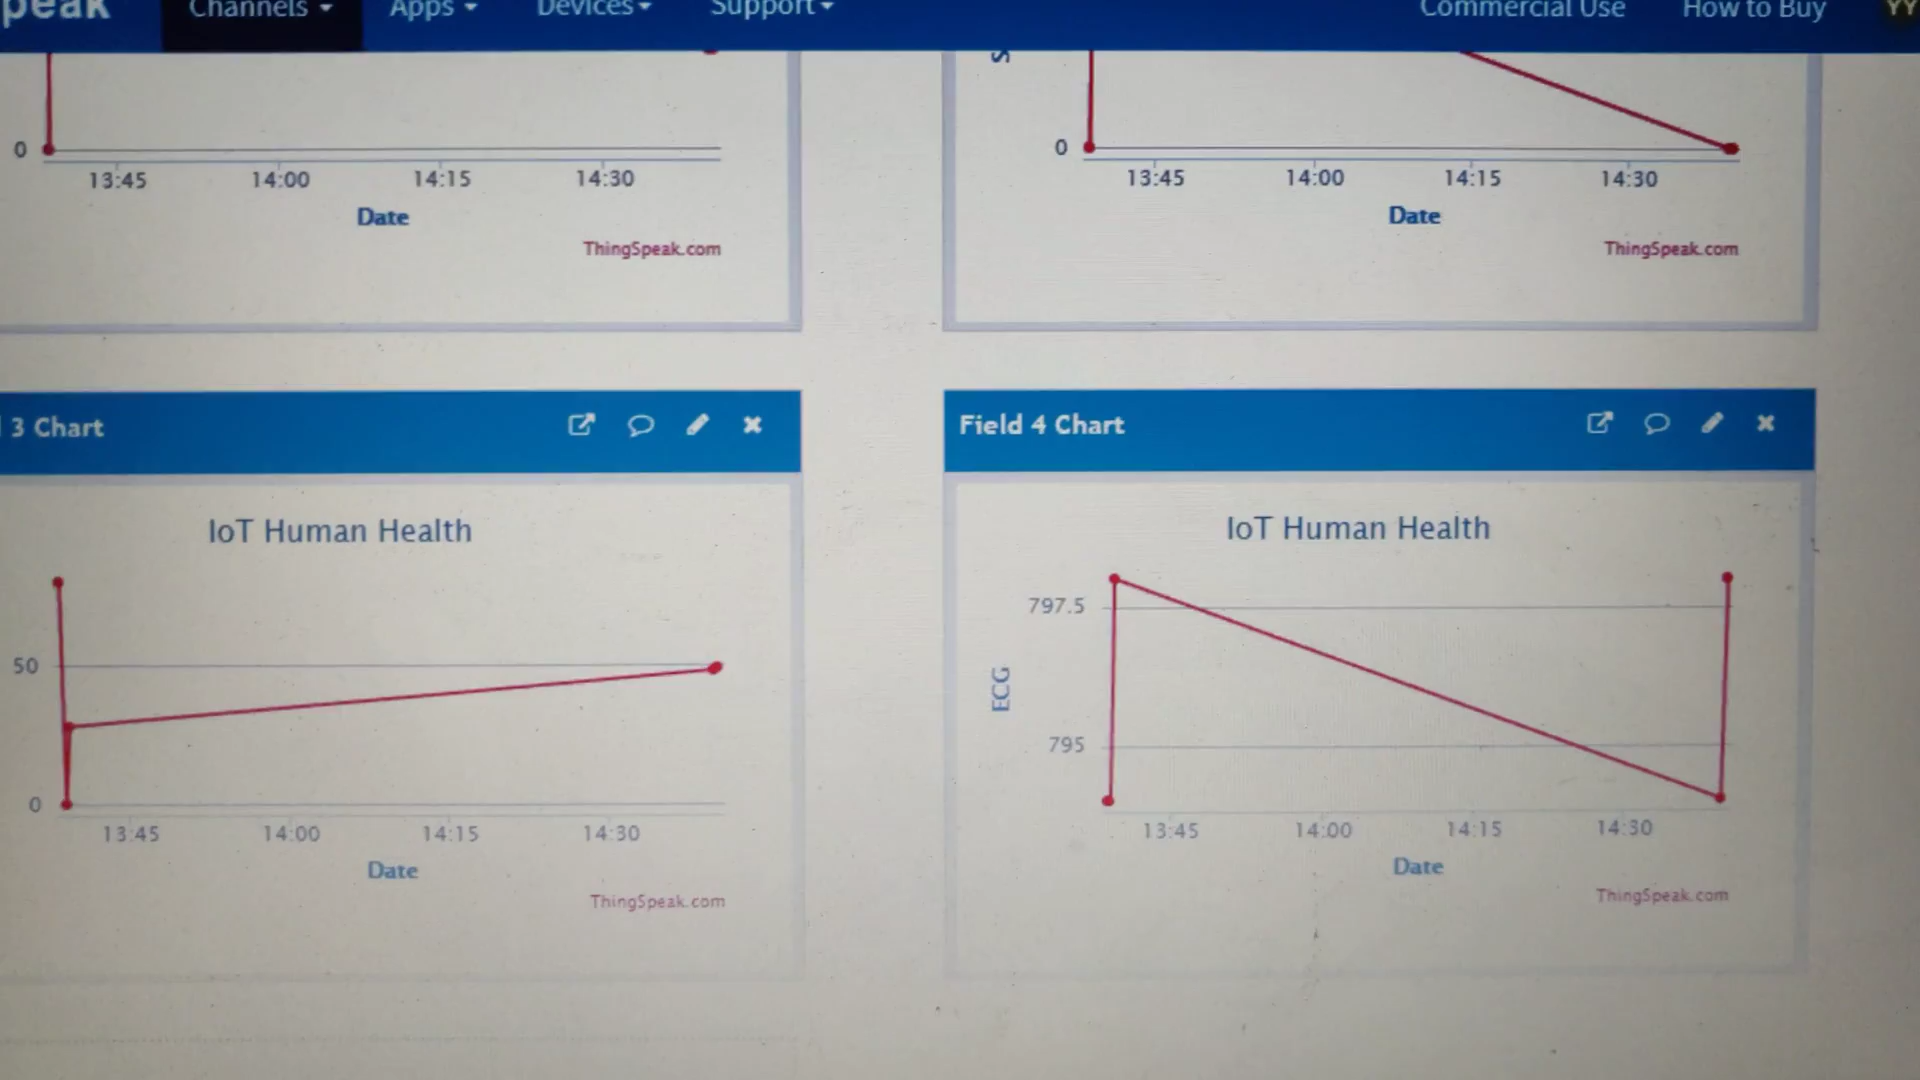 peak Channels Apps Devices Support Commercial Use How to Buy YY
0
13:45 14:00 14:15 14:30
Date
ThingSpeak.com
S
0
13:45 14:00 14:15 14:30
Date
ThingSpeak.com
3 Chart
IoT Human Health
50
0
13:45 14:00 14:15 14:30
Date
ThingSpeak.com
Field 4 Chart
IoT Human Health
ECG
797.5
795
13:45 14:00 14:15 14:30
Date
ThingSpeak.com